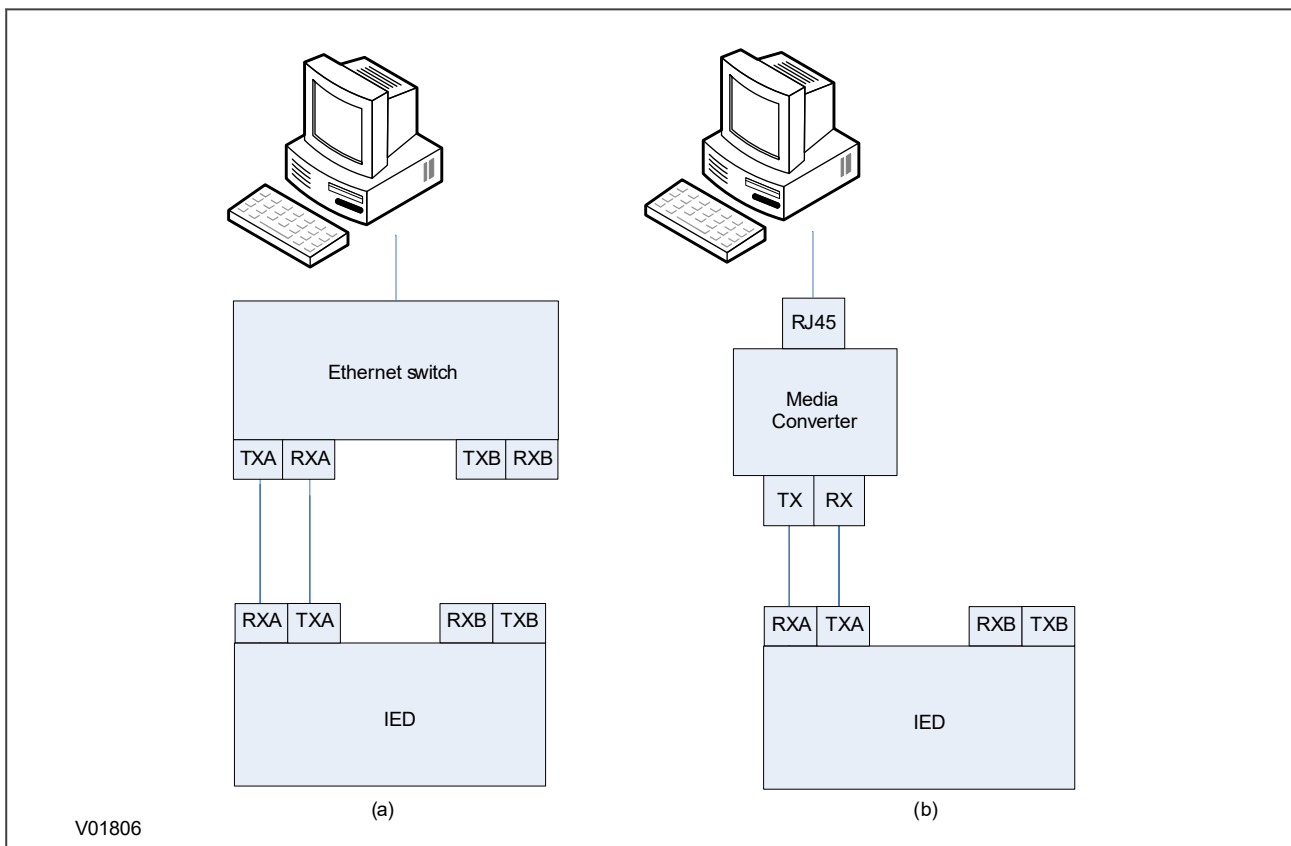 RJ45
Ethernet switch
Media
Converter
TXA RXA TXB RXB
TX RX
RXA TXA RXB TXB
RXA TXA RXB TXB
IED
IED
(a)
(b)
V01806